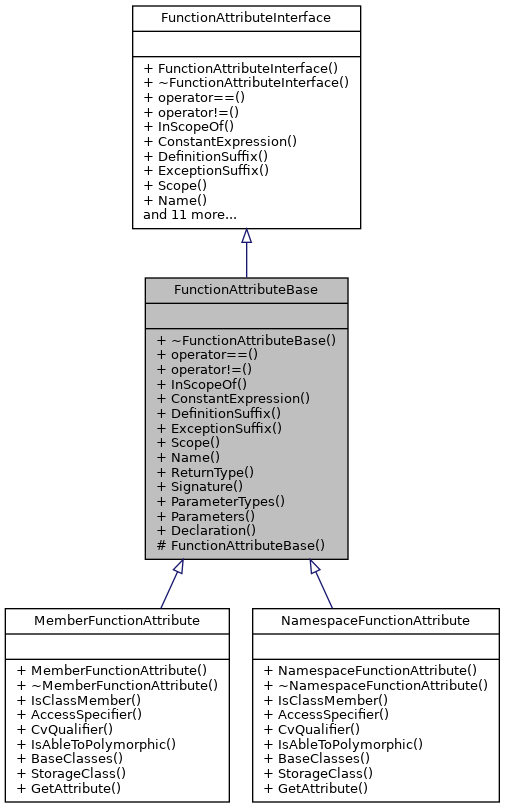 FunctionAttributeInterface
+ FunctionAttributeInterface()
+ ~FunctionAttributeInterface()
+ operator==()
+ operator!=()
+ InScopeOf()
+ ConstantExpression()
+ DefinitionSuffix()
+ ExceptionSuffix()
+ Scope()
+ Name()
and 11 more...
FunctionAttributeBase
+ ~FunctionAttributeBase()
+ operator==()
+ operator!=()
+ InScopeOf()
+ ConstantExpression()
+ DefinitionSuffix()
+ ExceptionSuffix()
+ Scope()
+ Name()
+ ReturnType()
+ Signature()
+ ParameterTypes()
+ Parameters()
+ Declaration()
# FunctionAttributeBase()
MemberFunctionAttribute
+ MemberFunctionAttribute()
+ ~MemberFunctionAttribute()
+ IsClassMember()
+ AccessSpecifier()
+ CvQualifier()
+ IsAbleToPolymorphic()
+ BaseClasses()
+ StorageClass()
+ GetAttribute()
NamespaceFunctionAttribute
+ NamespaceFunctionAttribute()
+ ~NamespaceFunctionAttribute()
+ IsClassMember()
+ AccessSpecifier()
+ CvQualifier()
+ IsAbleToPolymorphic()
+ BaseClasses()
+ StorageClass()
+ GetAttribute()